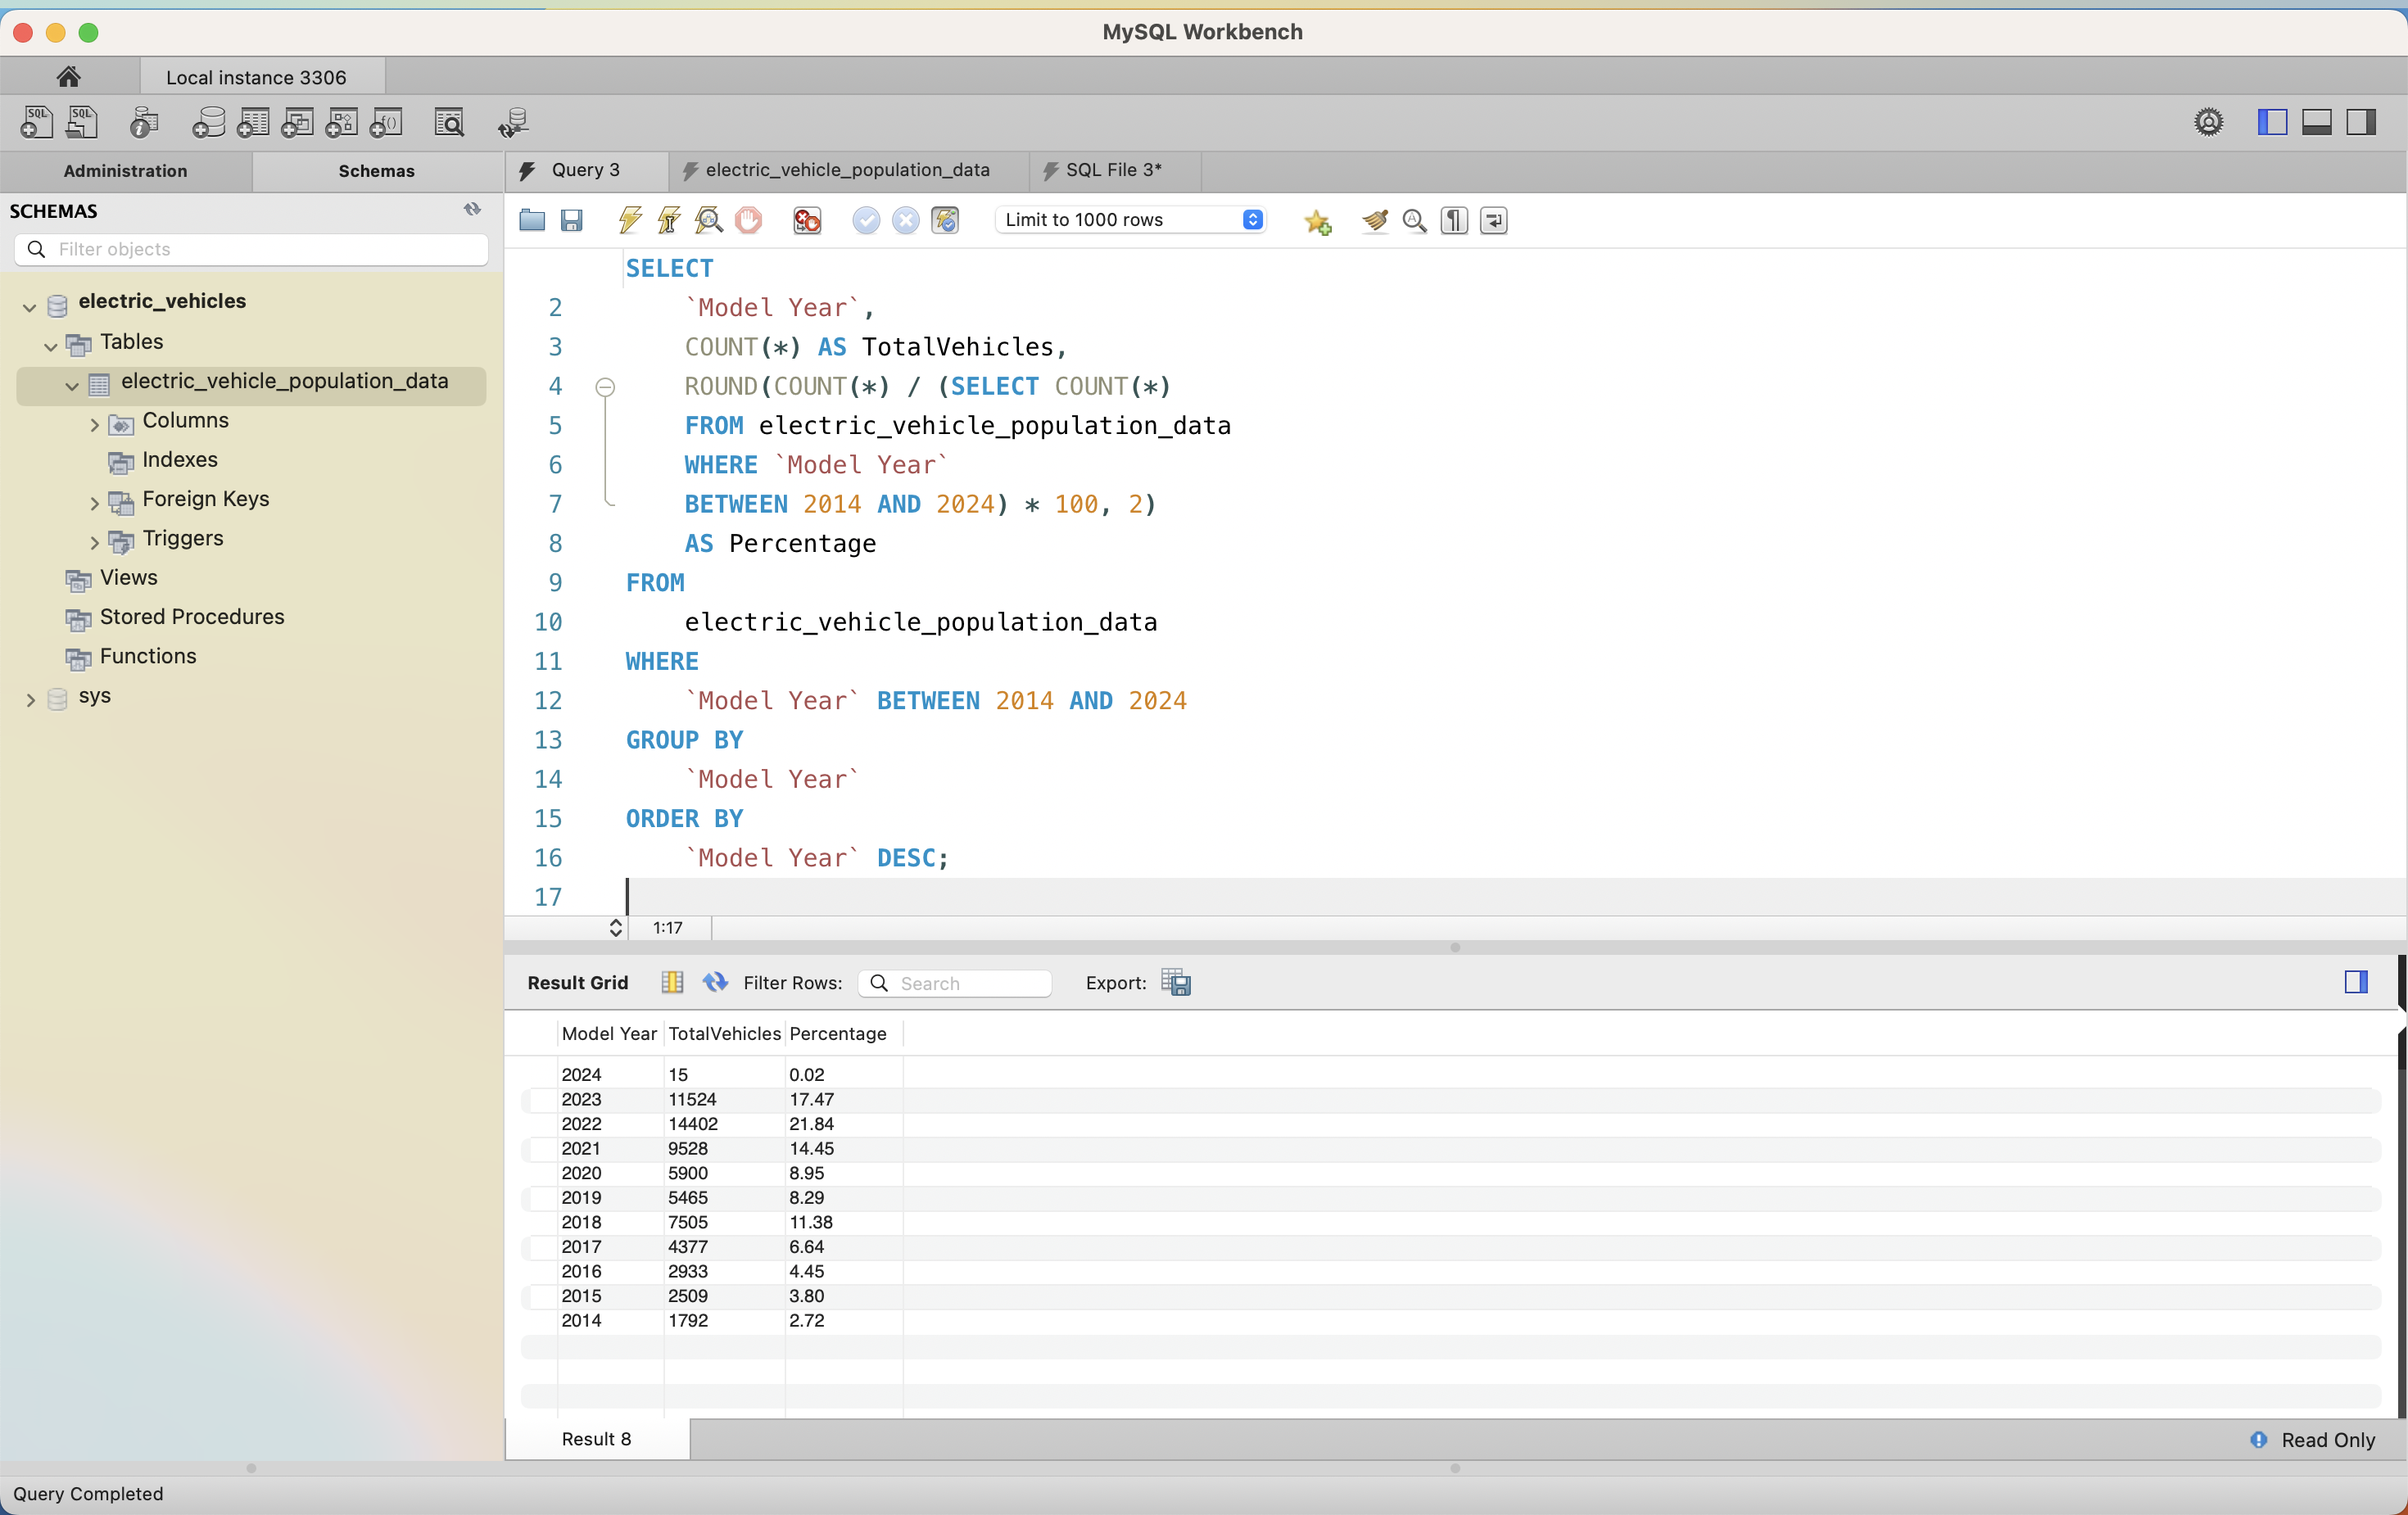 MySQL Workbench
Local instance 3306
SQL SQL
Administration Schemas
Query 3 electric_vehicle_population_data SQL File 3*
SCHEMAS
Filter objects
Limit to 1000 rows
electric_vehicles
Tables
electric_vehicle_population_data
Columns
Indexes
Foreign Keys
Triggers
Views
Stored Procedures
Functions
sys
SELECT
2 `Model Year`,
3 COUNT(*) AS TotalVehicles,
4 ROUND(COUNT(*) / (SELECT COUNT(*)
5 FROM electric_vehicle_population_data
6 WHERE `Model Year`
7 BETWEEN 2014 AND 2024) * 100, 2)
8 AS Percentage
9 FROM
10 electric_vehicle_population_data
11 WHERE
12 `Model Year` BETWEEN 2014 AND 2024
13 GROUP BY
14 `Model Year`
15 ORDER BY
16 `Model Year` DESC;
17
1:17
Result Grid Filter Rows: Search Export:
Model Year TotalVehicles Percentage
2024 15 0.02
2023 11524 17.47
2022 14402 21.84
2021 9528 14.45
2020 5900 8.95
2019 5465 8.29
2018 7505 11.38
2017 4377 6.64
2016 2933 4.45
2015 2509 3.80
2014 1792 2.72
Result 8 Read Only
Query Completed